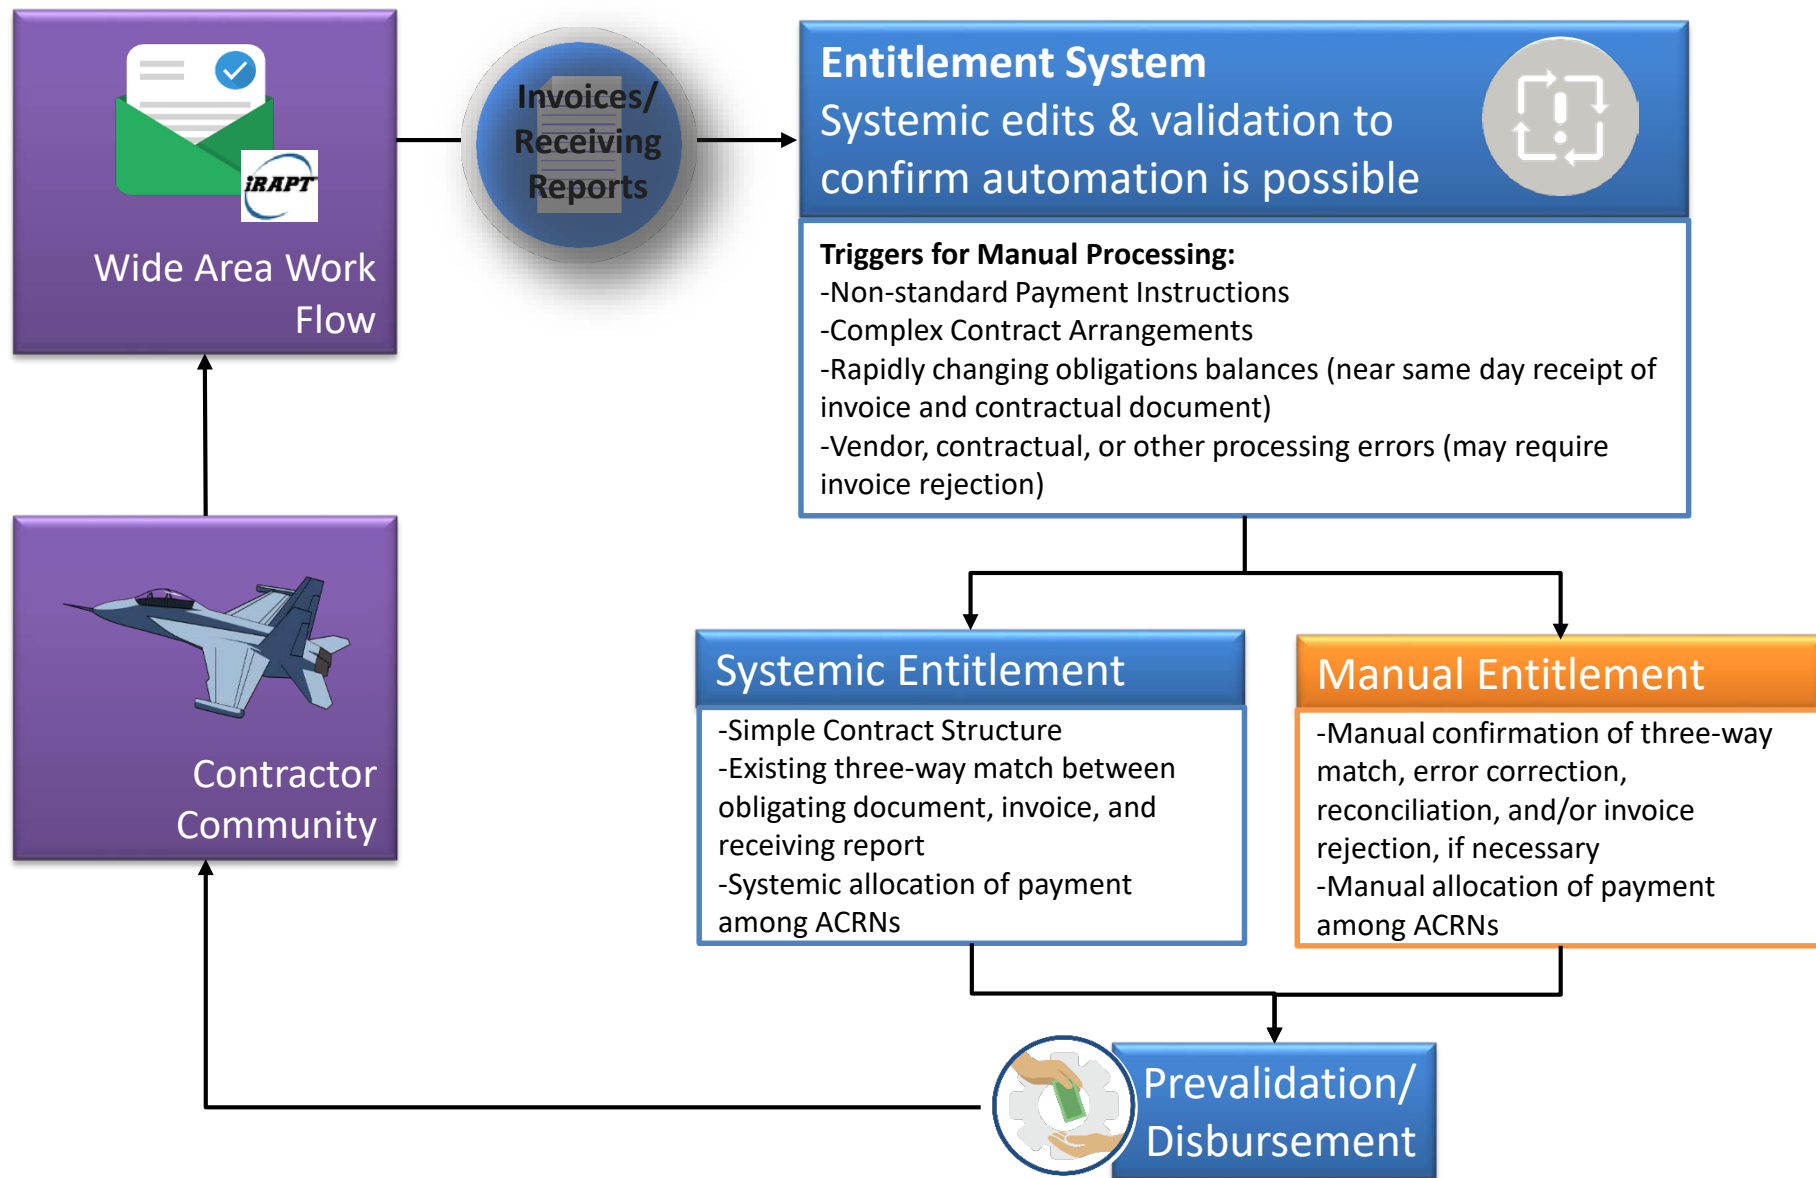 iRAPT
Wide Area Work
Flow
Invoices/
Receiving
Reports
Entitlement System
Systemic edits & validation to
confirm automation is possible
Triggers for Manual Processing:
-Non-standard Payment Instructions
-Complex Contract Arrangements
-Rapidly changing obligations balances (near same day receipt of
invoice and contractual document)
-Vendor, contractual, or other processing errors (may require
invoice rejection)
Contractor
Community
Systemic Entitlement
-Simple Contract Structure
-Existing three-way match between
obligating document, invoice, and
receiving report
-Systemic allocation of payment
among ACRNs
Manual Entitlement
-Manual confirmation of three-way
match, error correction,
reconciliation, and/or invoice
rejection, if necessary
-Manual allocation of payment
among ACRNs
Prevalidation/
Disbursement